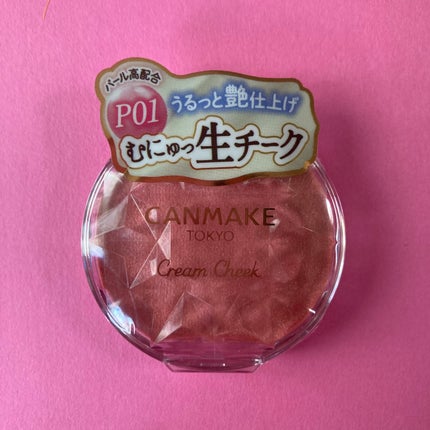 パール高配合
P01
うるっと艶仕上げ
むにゅっ生チーク
CANMAKE
TOKYO
Cream Cheek